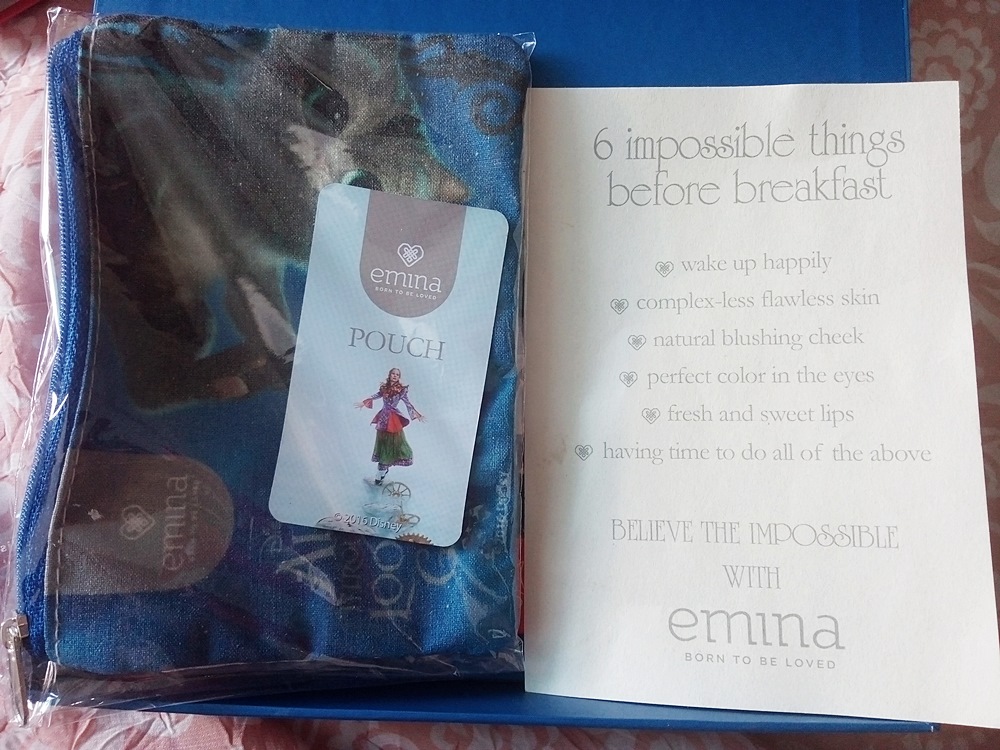 emina
BORN TO BE LOVED
POUCH
© 2016 Disney
emina
6 impossible things
before breakfast
wake up happily
complex-less flawless skin
natural blushing cheek
perfect color in the eyes
fresh and sweet lips
having time to do all of the above
BELIEVE THE IMPOSSIBLE
WITH
emina
BORN TO BE LOVED